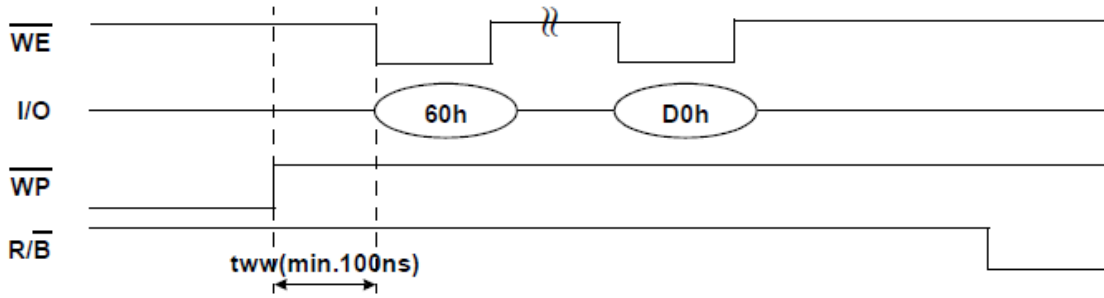 WE
I/O
60h
D0h
WP
R/B
tww(min.100ns)